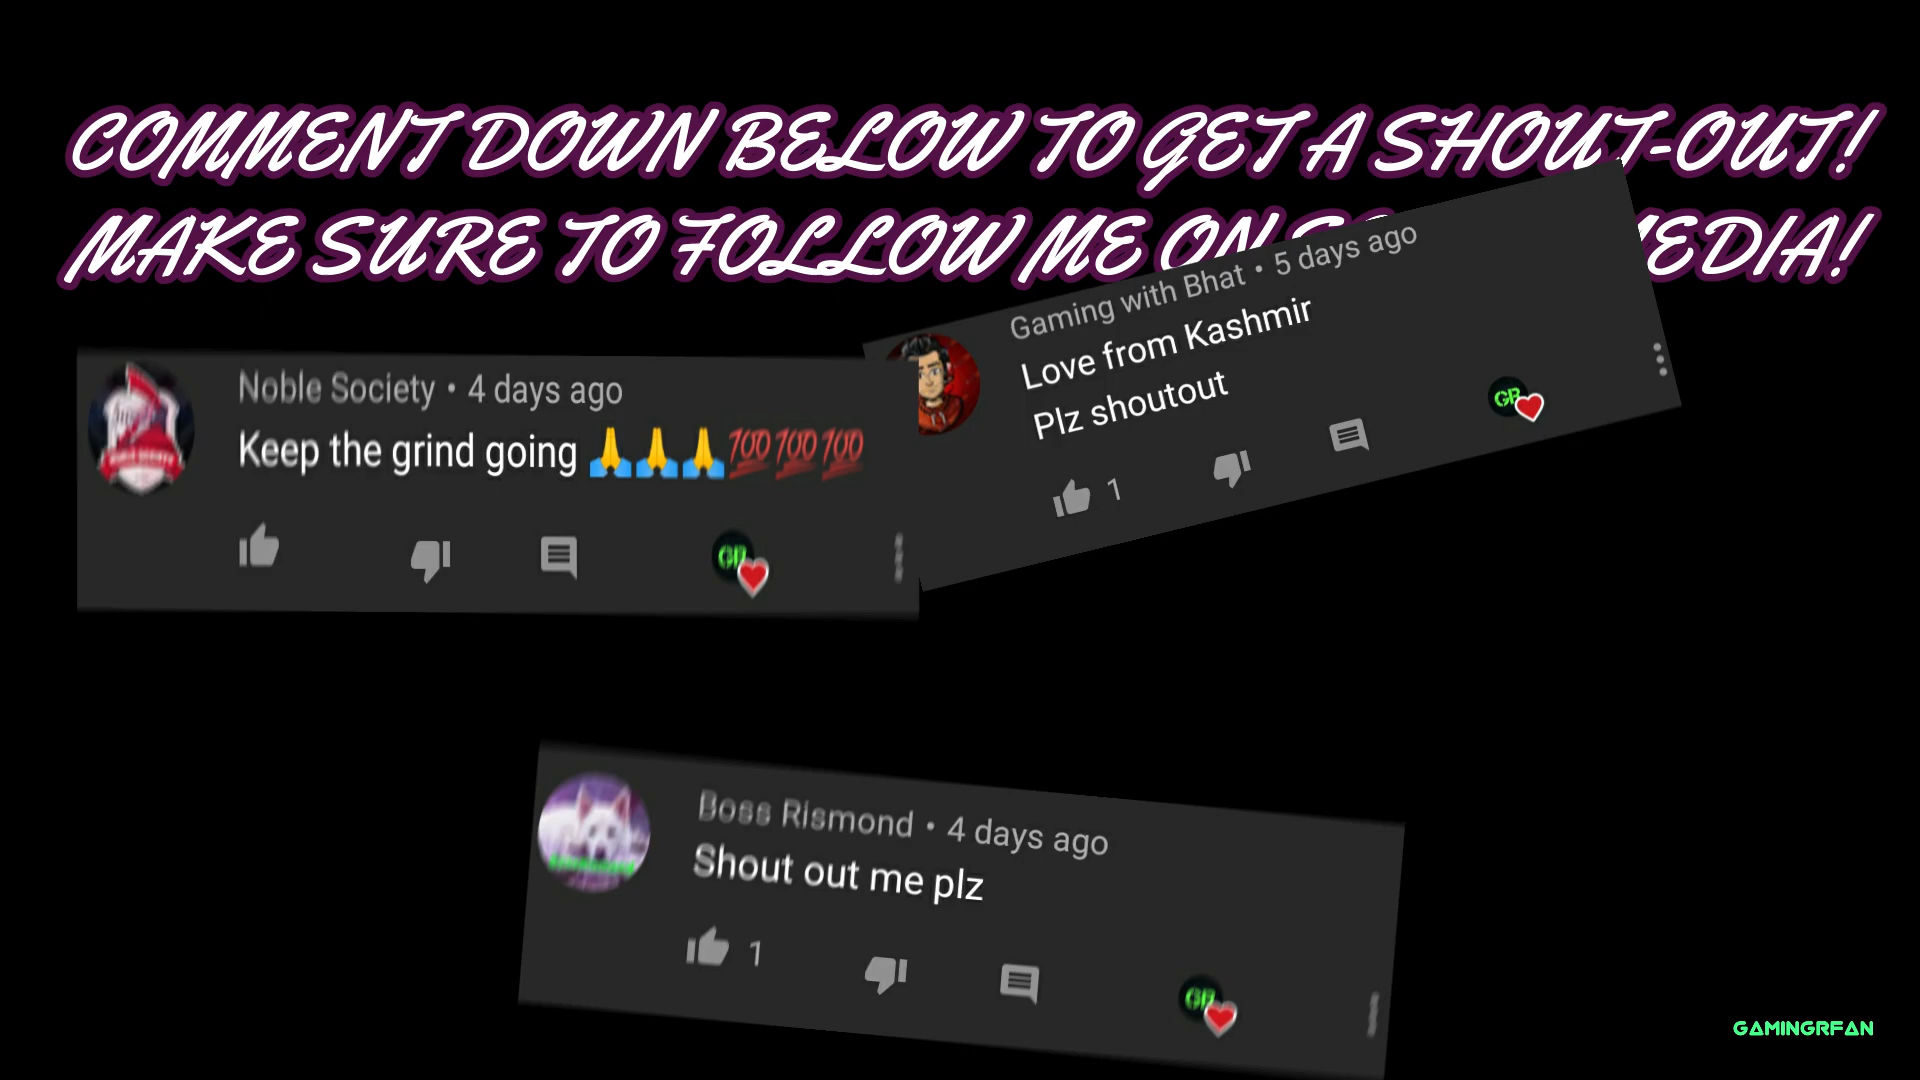 COMMENT DOWN BELOW TO GET A SHOUT-OUT!
MAKE SURE TO FOLLOW ME ON MEDIA!
Gaming with Bhat • 5 days ago
Love from Kashmir
Plz shoutout
1
Noble Society • 4 days ago
Keep the grind going 🙏🙏🙏💯💯💯
Boss Rismond • 4 days ago
Shout out me plz
1
GAMINGRFAN